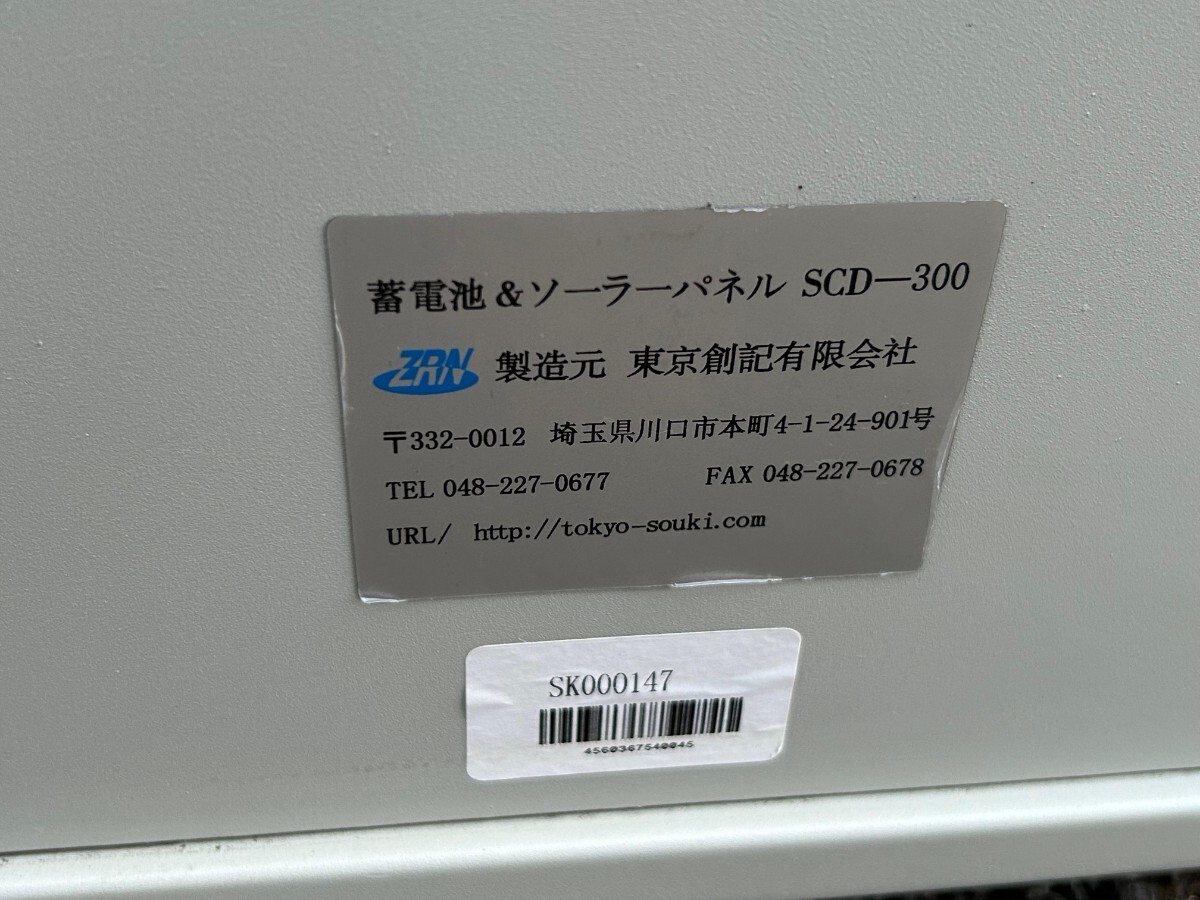 蓄電池&ソーラーパネル SCD―300
ZRN 製造元 東京創記有限会社
〒332-0012 埼玉県川口市本町4-1-24-901号
TEL 048-227-0677 FAX 048-227-0678
URL/ http://tokyo-souki.com
SK000147
4560367540045